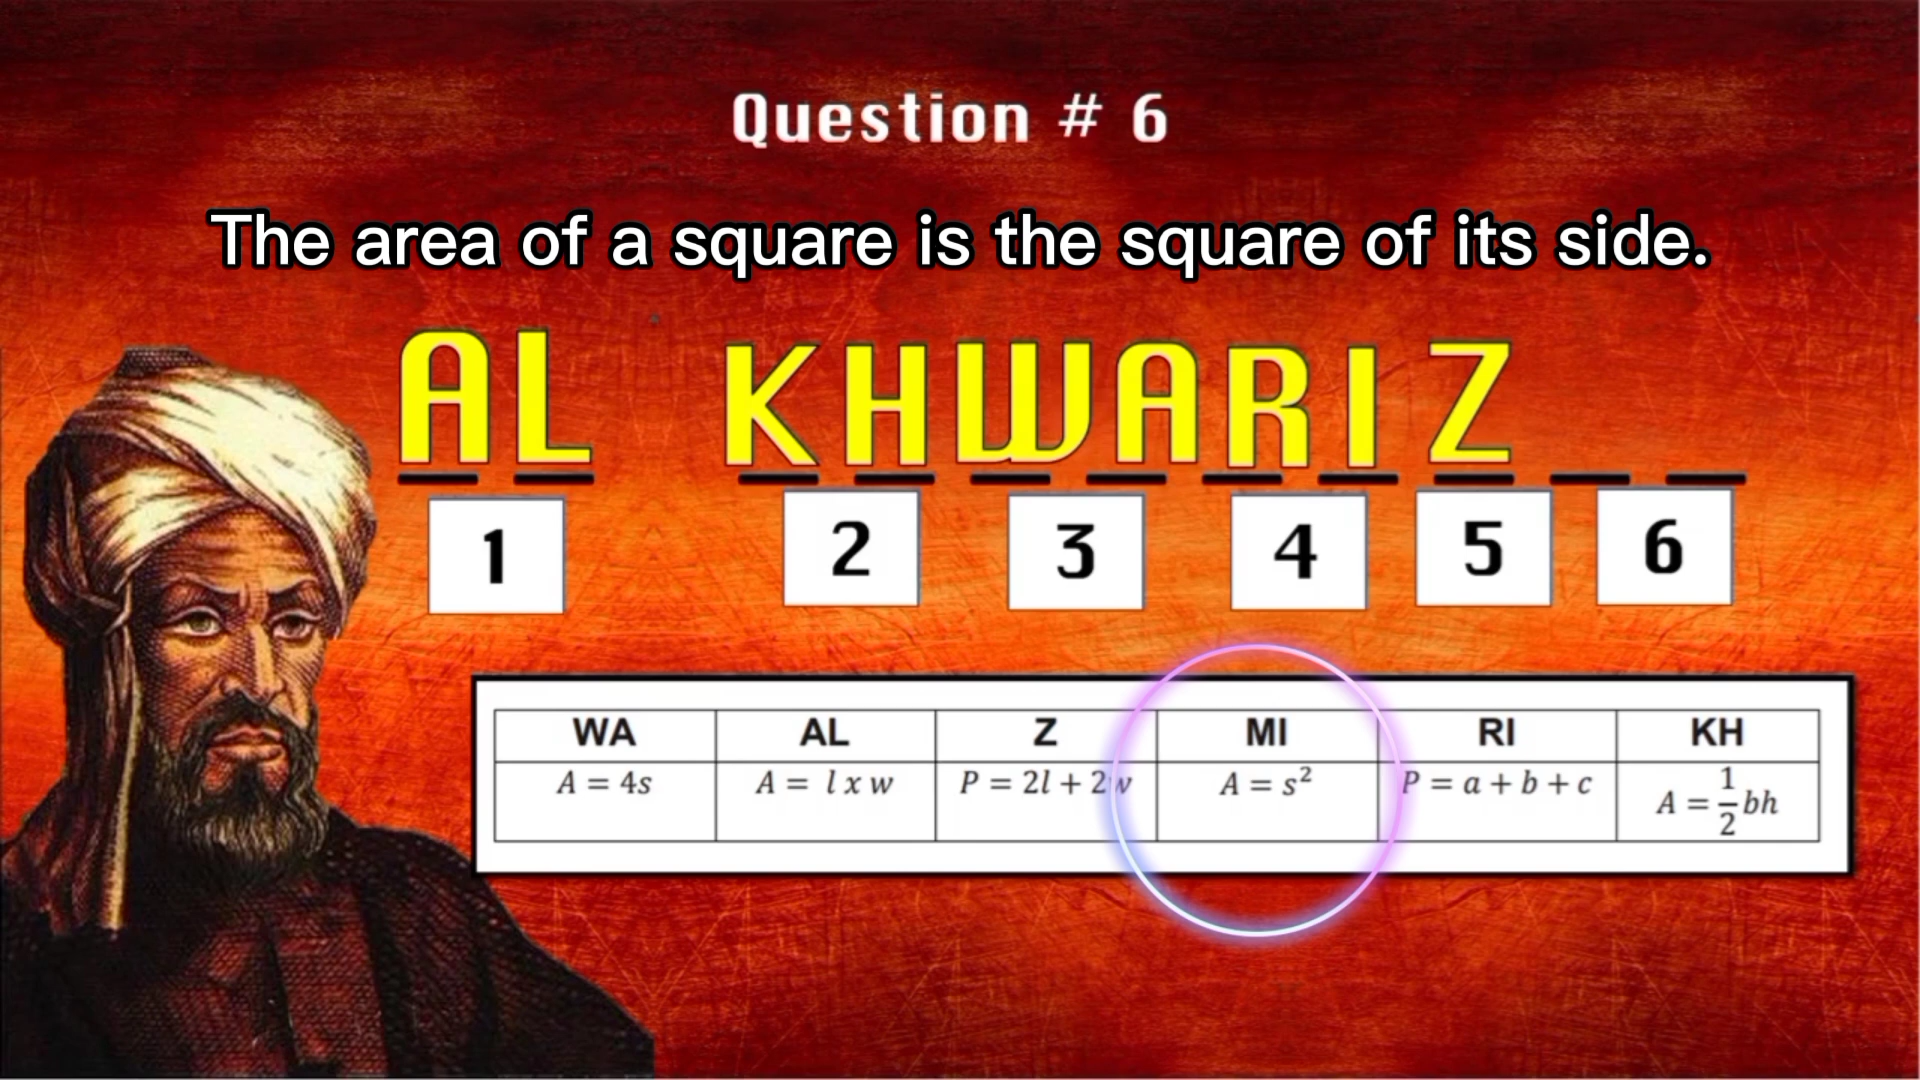 Question # 6
The area of a square is the square of its side.
AL KHWARIZ
1 2 3 4 5 6
WA AL Z MI RI KH
A = 4s A = l x w P = 2l + 2w A = s² P = a + b + c A = 1/2 bh